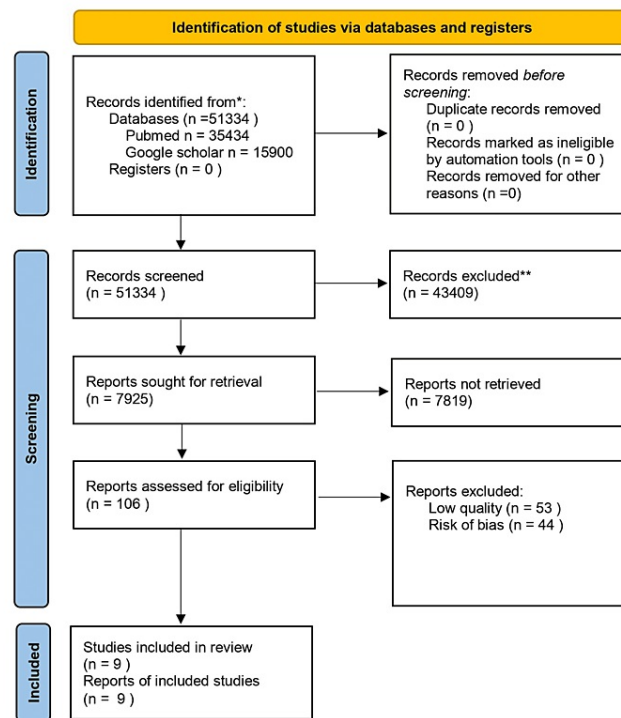 Identification of studies via databases and registers
Identification
Records identified from*:
Databases (n =51334 )
Pubmed n = 35434
Google scholar n = 15900
Registers (n = 0 )
Records removed before
screening:
Duplicate records removed
(n = 0 )
Records marked as ineligible
by automation tools (n = 0 )
Records removed for other
reasons (n =0)
Screening
Records screened
(n = 51334 )
Records excluded**
(n = 43409)
Reports sought for retrieval
(n = 7925)
Reports not retrieved
(n = 7819)
Reports assessed for eligibility
(n = 106 )
Reports excluded:
Low quality (n = 53 )
Risk of bias (n = 44 )
Included
Studies included in review
(n = 9 )
Reports of included studies
(n = 9 )